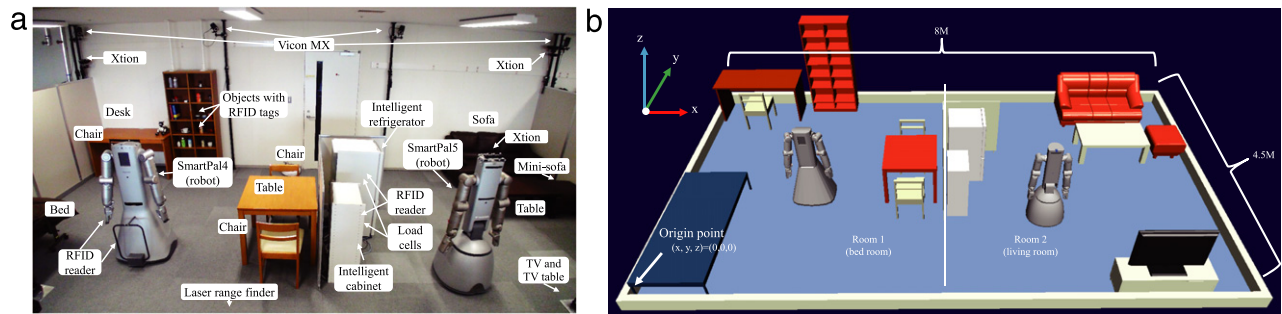 a
Vicon MX
Xtion
Xtion
Objects with
RFID tags
Desk
Chair
Intelligent
refrigerator
Sofa
Xtion
SmartPal4
(robot)
Chair
SmartPal5
(robot)
Mini-sofa
Table
Bed
RFID
reader
Table
Chair
Load
cells
RFID
reader
Intelligent
cabinet
TV and
TV table
Laser range finder
b
z
y
x
8M
4.5M
Origin point
(x, y, z)=(0,0,0)
Room 1
(bed room)
Room 2
(living room)